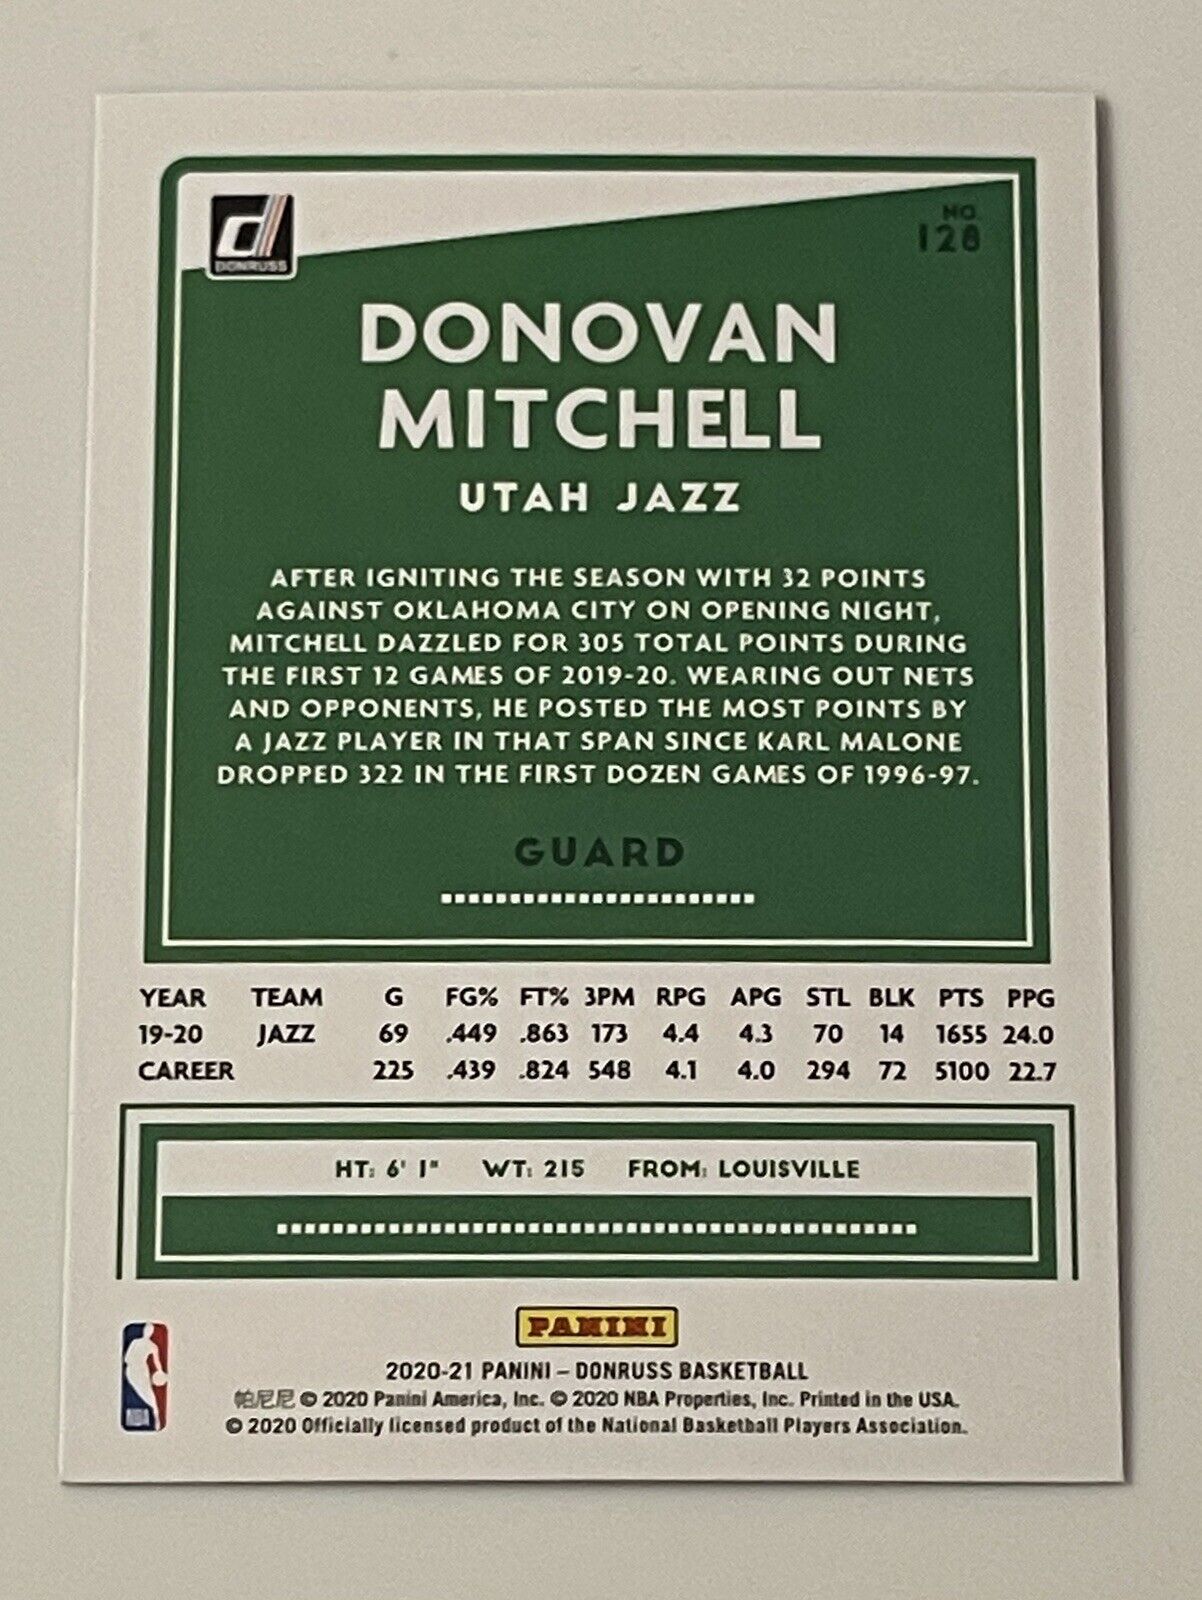 DONRUSS
NO.
128
DONOVAN
MITCHELL
UTAH JAZZ
AFTER IGNITING THE SEASON WITH 32 POINTS
AGAINST OKLAHOMA CITY ON OPENING NIGHT,
MITCHELL DAZZLED FOR 305 TOTAL POINTS DURING
THE FIRST 12 GAMES OF 2019-20. WEARING OUT NETS
AND OPPONENTS, HE POSTED THE MOST POINTS BY
A JAZZ PLAYER IN THAT SPAN SINCE KARL MALONE
DROPPED 322 IN THE FIRST DOZEN GAMES OF 1996-97.
GUARD
YEAR TEAM G FG% FT% 3PM RPG APG STL BLK PTS PPG
19-20 JAZZ 69 .449 .863 173 4.4 4.3 70 14 1655 24.0
CAREER 225 .439 .824 548 4.1 4.0 294 72 5100 22.7
HT: 6' 1" WT: 215 FROM: LOUISVILLE
PANINI
2020-21 PANINI – DONRUSS BASKETBALL
帕尼尼 © 2020 Panini America, Inc. © 2020 NBA Properties, Inc. Printed in the USA.
© 2020 Officially licensed product of the National Basketball Players Association.
NBA